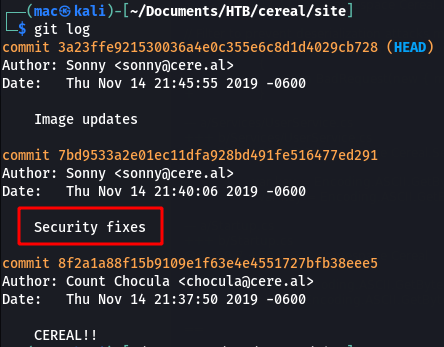 ┌──(mac㉿kali)-[~/Documents/HTB/cereal/site]
└─$ git log
commit 3a23ffe921530036a4e0c355e6c8d1d4029cb728 (HEAD)
Author: Sonny <sonny@cere.al>
Date:   Thu Nov 14 21:45:55 2019 -0600
Image updates
commit 7bd9533a2e01ec11dfa928bd491fe516477ed291
Author: Sonny <sonny@cere.al>
Date:   Thu Nov 14 21:40:06 2019 -0600
Security fixes
commit 8f2a1a88f15b9109e1f63e4e4551727bfb38eee5
Author: Count Chocula <chocula@cere.al>
Date:   Thu Nov 14 21:37:50 2019 -0600
CEREAL!!